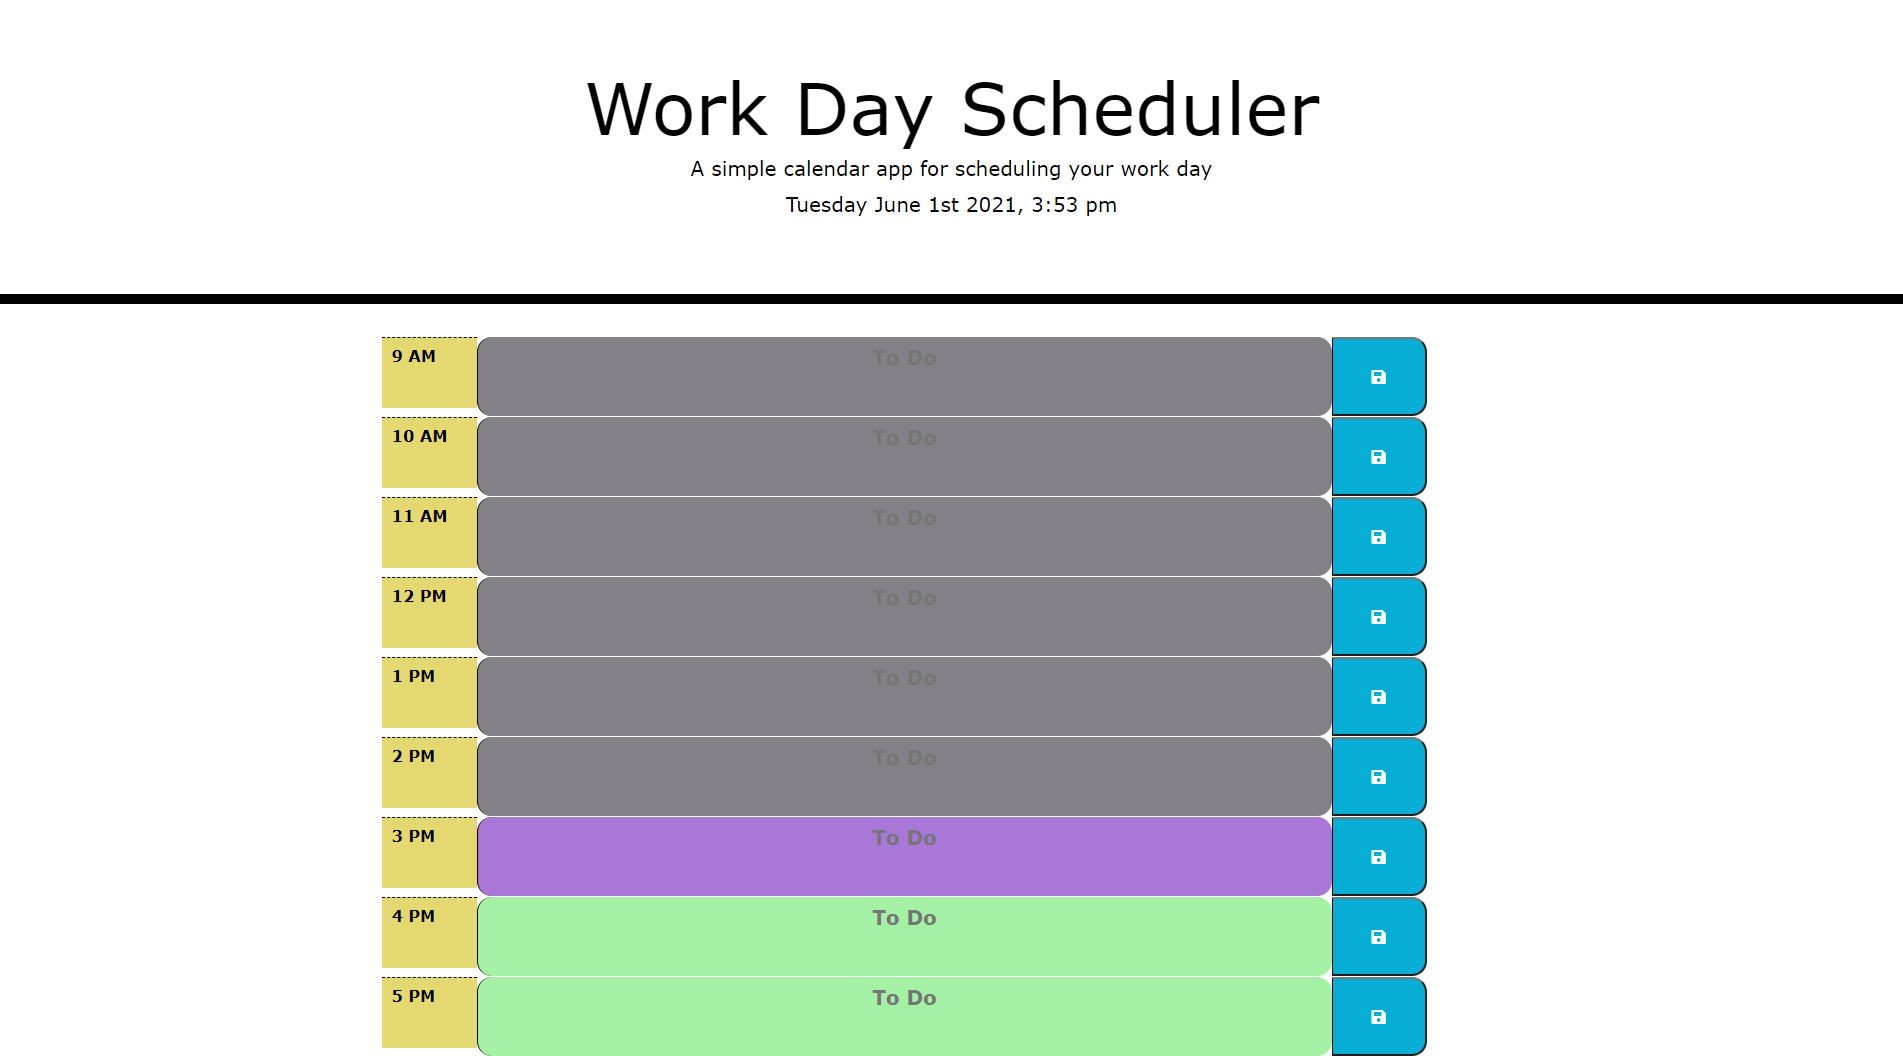 Work Day Scheduler
A simple calendar app for scheduling your work day
Tuesday June 1st 2021, 3:53 pm
9 AM To Do
10 AM To Do
11 AM To Do
12 PM To Do
1 PM To Do
2 PM To Do
3 PM To Do
4 PM To Do
5 PM To Do